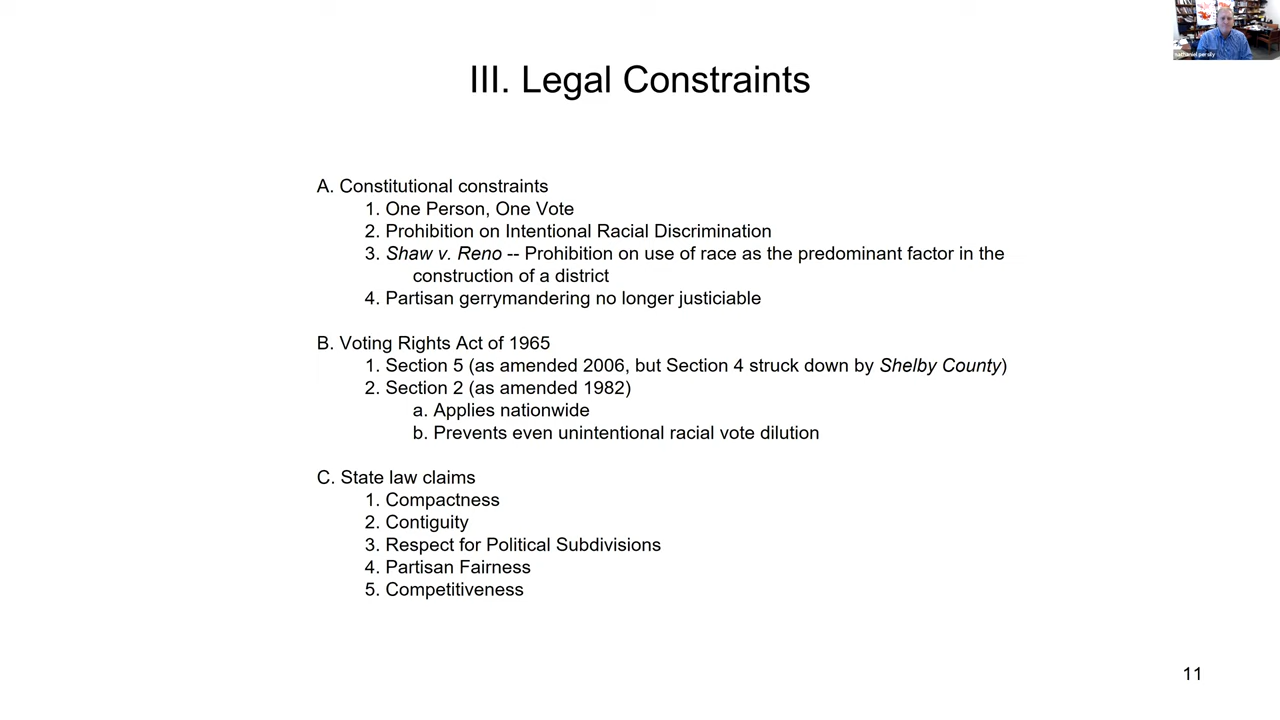 nathaniel persily
III. Legal Constraints
A. Constitutional constraints
1. One Person, One Vote
2. Prohibition on Intentional Racial Discrimination
3. Shaw v. Reno -- Prohibition on use of race as the predominant factor in the
construction of a district
4. Partisan gerrymandering no longer justiciable
B. Voting Rights Act of 1965
1. Section 5 (as amended 2006, but Section 4 struck down by Shelby County)
2. Section 2 (as amended 1982)
a. Applies nationwide
b. Prevents even unintentional racial vote dilution
C. State law claims
1. Compactness
2. Contiguity
3. Respect for Political Subdivisions
4. Partisan Fairness
5. Competitiveness
11